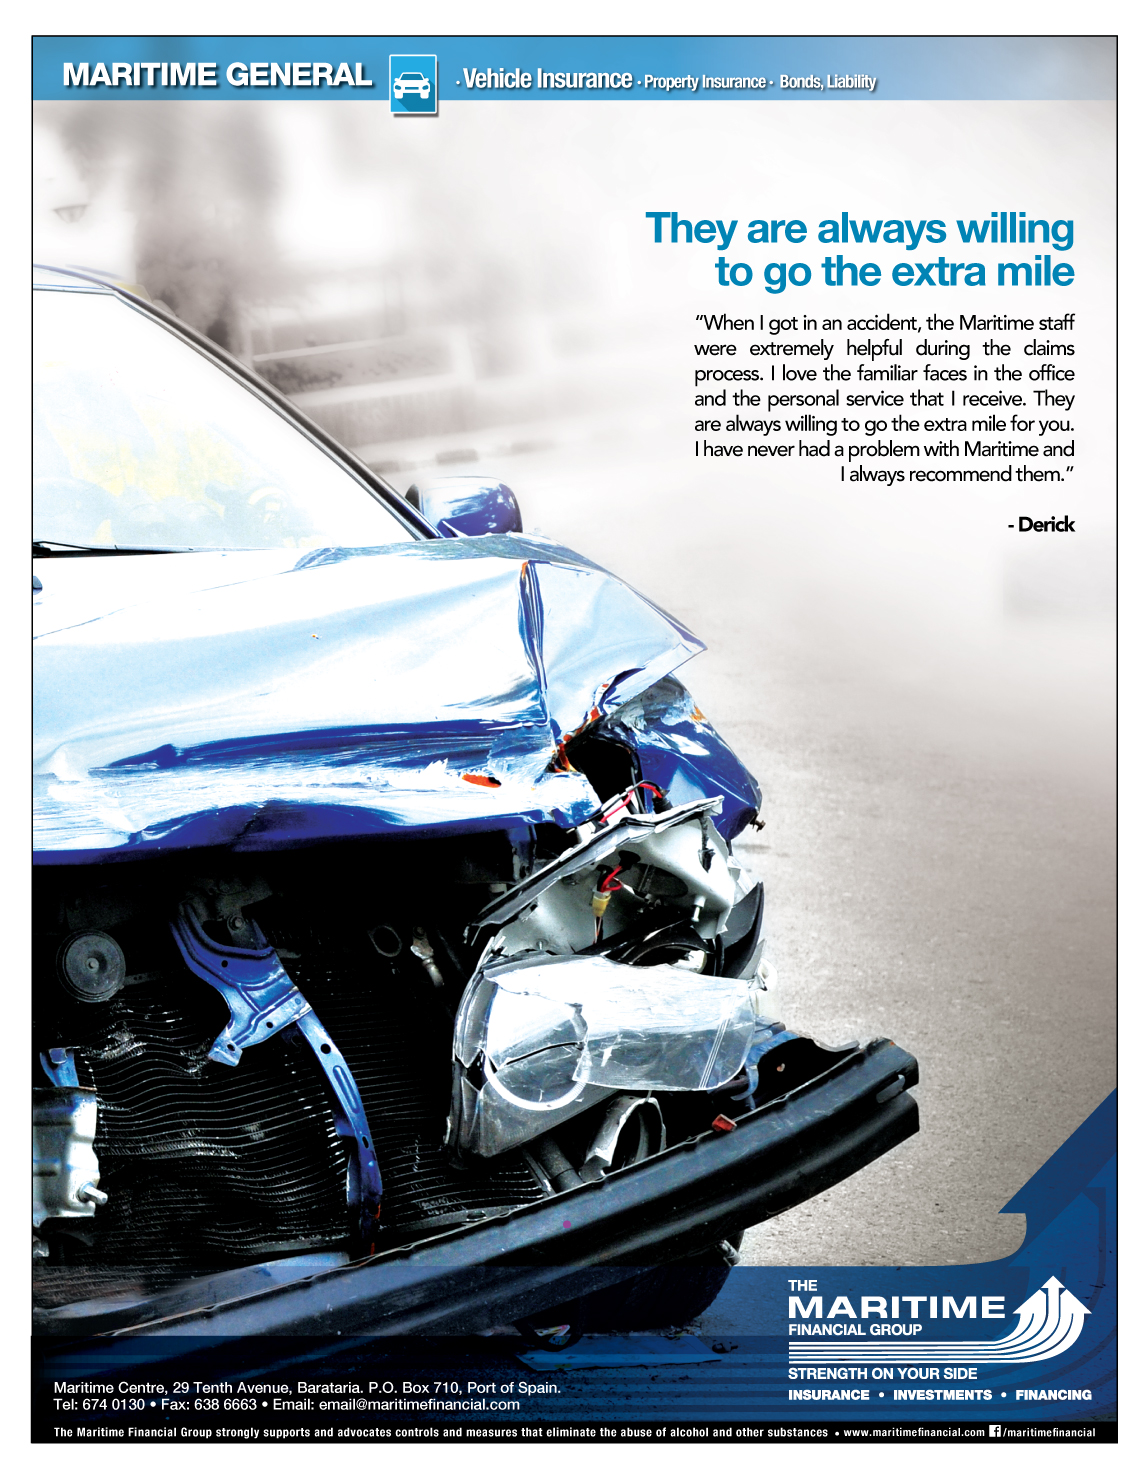 MARITIME GENERAL
· Vehicle Insurance · Property Insurance · Bonds, Liability
They are always willing
to go the extra mile
“When I got in an accident, the Maritime staff
were extremely helpful during the claims
process. I love the familiar faces in the office
and the personal service that I receive. They
are always willing to go the extra mile for you.
I have never had a problem with Maritime and
I always recommend them.”
- Derick
THE
MARITIME
FINANCIAL GROUP
STRENGTH ON YOUR SIDE
INSURANCE • INVESTMENTS • FINANCING
Maritime Centre, 29 Tenth Avenue, Barataria. P.O. Box 710, Port of Spain.
Tel: 674 0130 • Fax: 638 6663 • Email: email@maritimefinancial.com
The Maritime Financial Group strongly supports and advocates controls and measures that eliminate the abuse of alcohol and other substances • www.maritimefinancial.com f/maritimefinancial